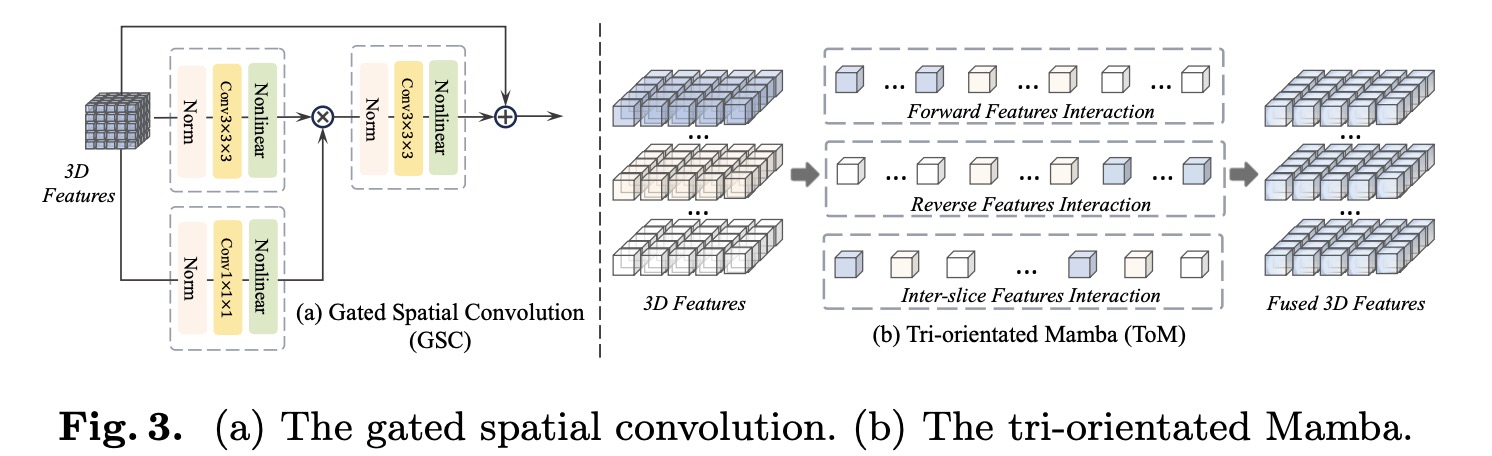 3D
Features
Norm
Conv3×3×3
Nonlinear
Norm
Conv1×1×1
Nonlinear
Norm
Conv3×3×3
Nonlinear
(a) Gated Spatial Convolution
(GSC)
3D Features
... ... ...
Forward Features Interaction
... ... ...
Reverse Features Interaction
...
Inter-slice Features Interaction
(b) Tri-orientated Mamba (ToM)
...
...
Fused 3D Features
...
...
Fig. 3. (a) The gated spatial convolution. (b) The tri-orientated Mamba.